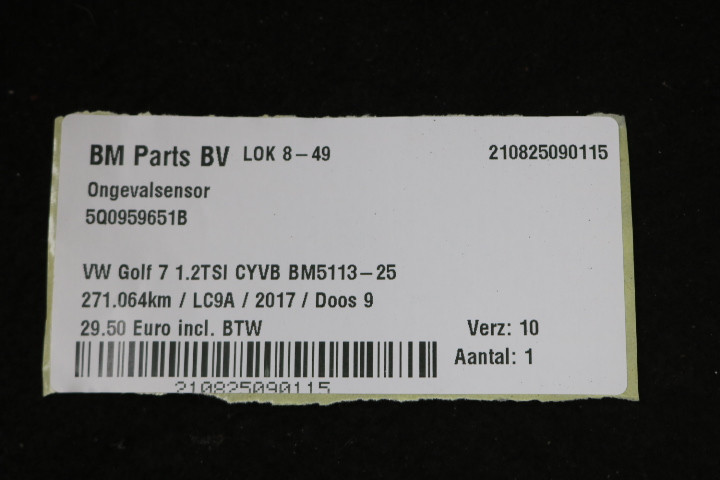 BM Parts BV LOK 8-49 210825090115
Ongevalsensor
5Q0959651B
VW Golf 7 1.2TSI CYVB BM5113-25
271.064km / LC9A / 2017 / Doos 9
29.50 Euro incl. BTW Verz: 10
Aantal: 1
210825090115